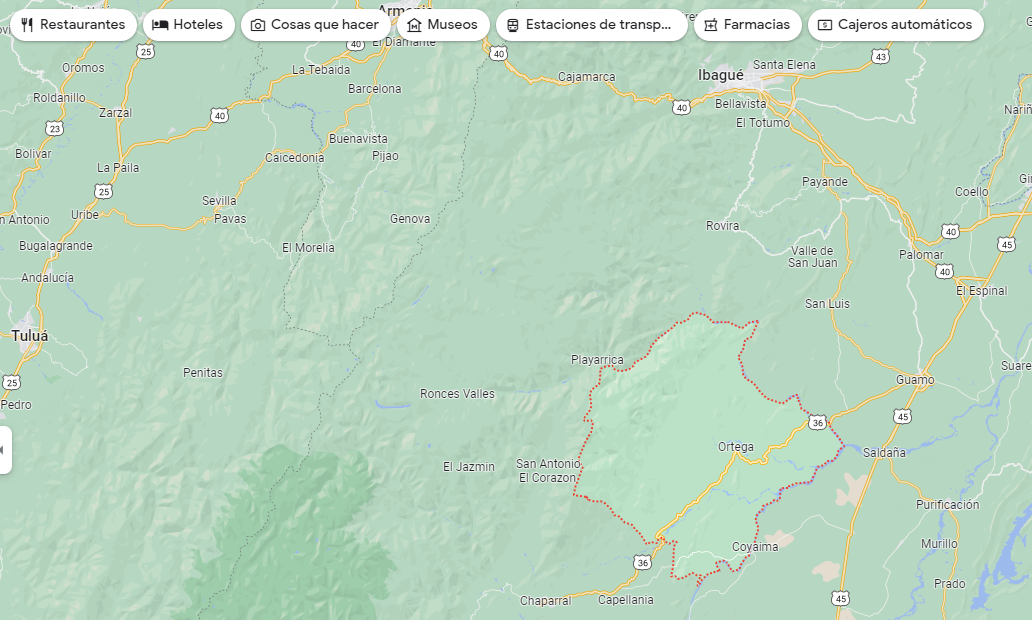 Restaurantes
Hoteles
Cosas que hacer
Museos
Estaciones de transp...
Farmacias
Cajeros automáticos
El Diamante
40
25
40
43
Santa Elena
Oromos
La Tebaida
Cajamarca
Ibagué
Barcelona
Roldanillo
Zarzal
40
40
Bellavista
El Totumo
23
Buenavista
Bolivar
Caicedonia
Pijao
La Paila
Payande
25
Coello
Sevilla
Uribe
Pavas
Genova
Rovira
n Antonio
40
45
Bugalagrande
El Morelia
Valle de
San Juan
Palomar
40
Andalucía
El Espinal
San Luis
Tuluá
Playarrica
Penitas
25
Ronces Valles
Guamo
Suare
Pedro
36
45
Ortega
Saldaña
El Jazmin
San Antonio
El Corazon
Purificación
Coyaima
Murillo
36
Prado
Chaparral
Capellania
45